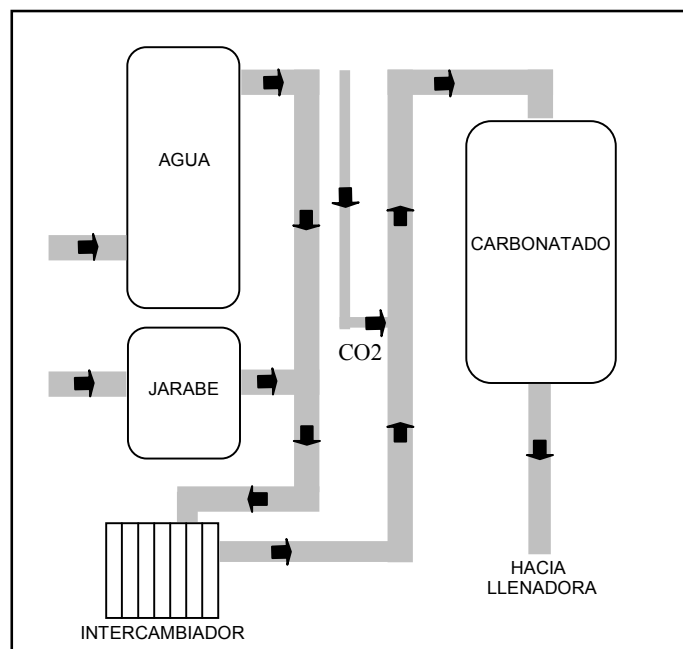 AGUA
CARBONATADO
CO2
JARABE
HACIA
LLENADORA
INTERCAMBIADOR